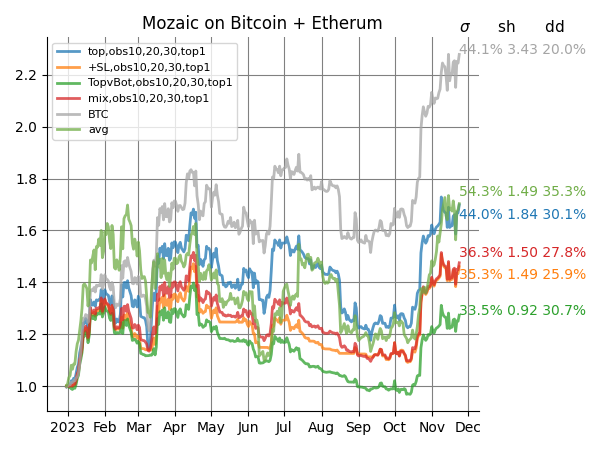 Mozaic on Bitcoin + Etherum
σ sh dd
top,obs10,20,30,top1
+SL,obs10,20,30,top1
TopvBot,obs10,20,30,top1
mix,obs10,20,30,top1
BTC
avg
44.1% 3.43 20.0%
54.3% 1.49 35.3%
44.0% 1.84 30.1%
36.3% 1.50 27.8%
35.3% 1.49 25.9%
33.5% 0.92 30.7%
2.2
2.0
1.8
1.6
1.4
1.2
1.0
2023 Feb Mar Apr May Jun Jul Aug Sep Oct Nov Dec